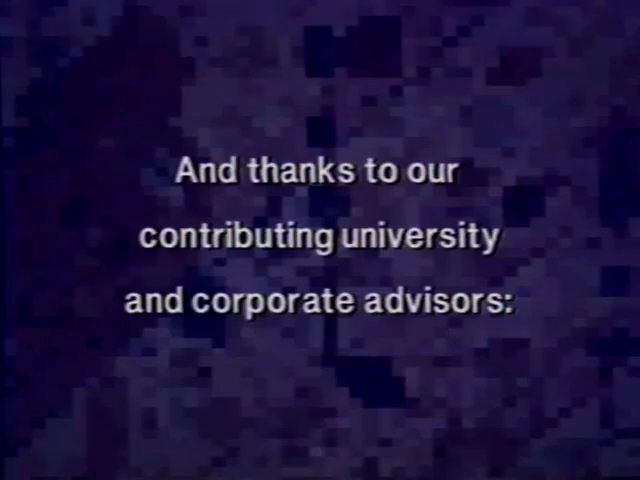 And thanks to our
contributing university
and corporate advisors: